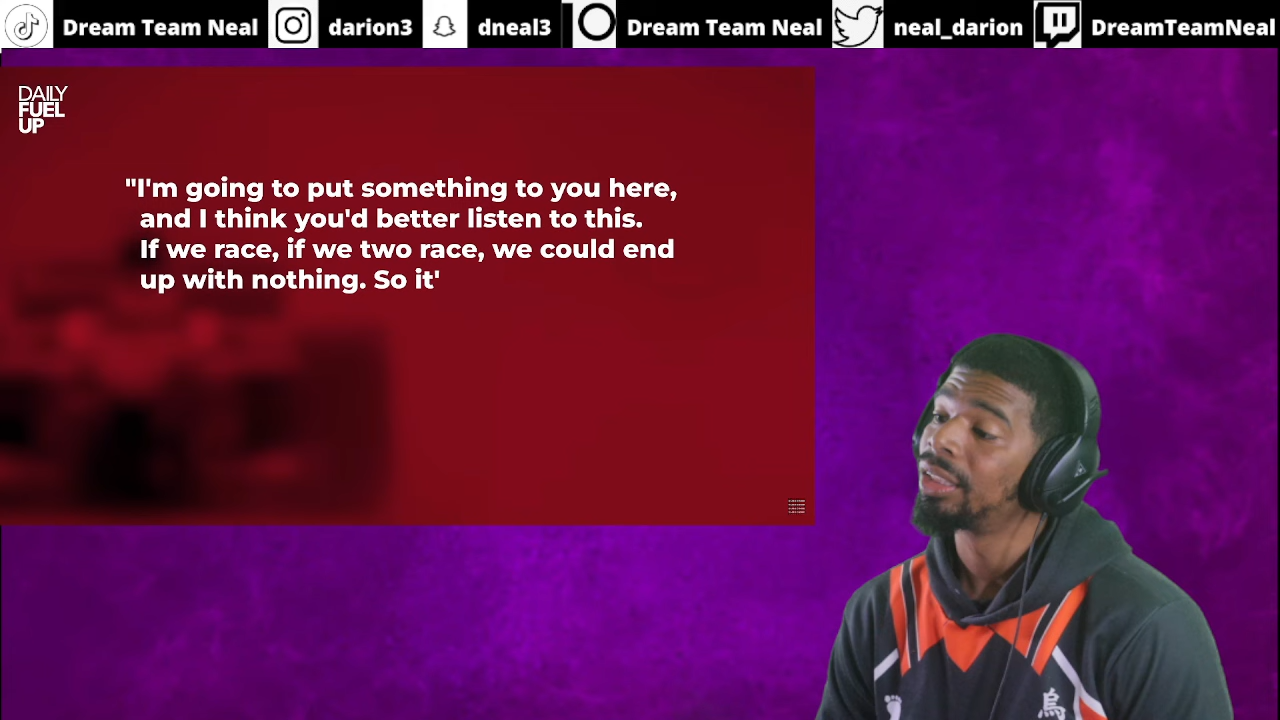 Dream Team Neal darion3 dneal3 Dream Team Neal neal_darion DreamTeamNeal
DAILY
FUEL
UP
"I'm going to put something to you here,
and I think you'd better listen to this.
If we race, if we two race, we could end
up with nothing. So it'
烏